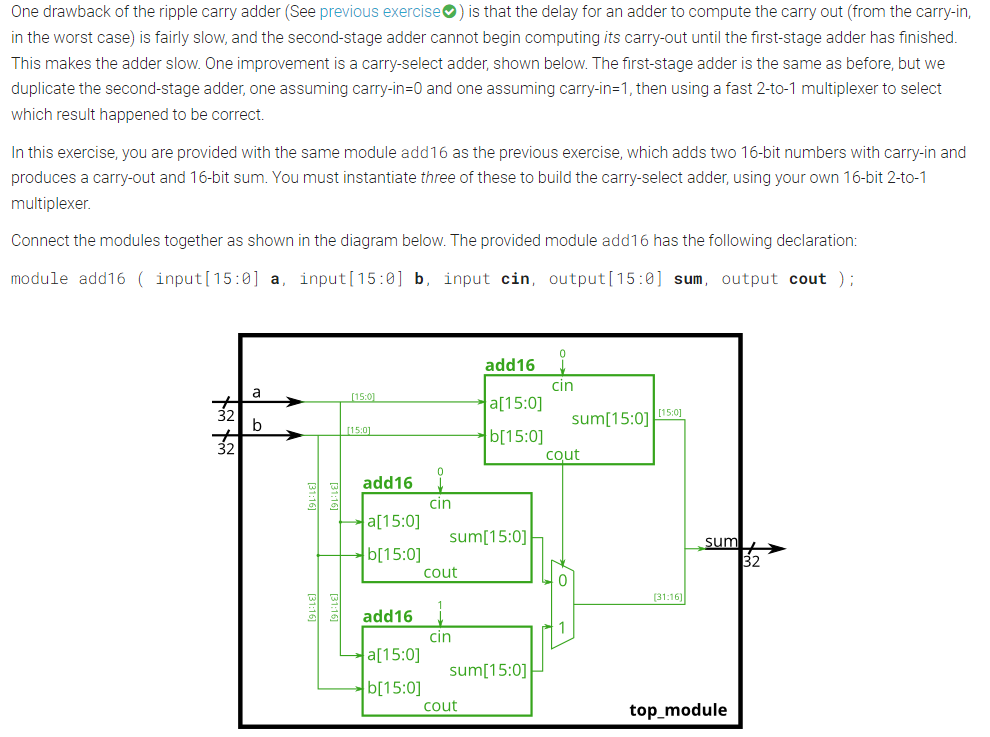 One drawback of the ripple carry adder (See previous exercise) is that the delay for an adder to compute the carry out (from the carry-in,
in the worst case) is fairly slow, and the second-stage adder cannot begin computing its carry-out until the first-stage adder has finished.
This makes the adder slow. One improvement is a carry-select adder, shown below. The first-stage adder is the same as before, but we
duplicate the second-stage adder, one assuming carry-in=0 and one assuming carry-in=1, then using a fast 2-to-1 multiplexer to select
which result happened to be correct.
In this exercise, you are provided with the same module add16 as the previous exercise, which adds two 16-bit numbers with carry-in and
produces a carry-out and 16-bit sum. You must instantiate three of these to build the carry-select adder, using your own 16-bit 2-to-1
multiplexer.
Connect the modules together as shown in the diagram below. The provided module add16 has the following declaration:
module add16 ( input[15:0] a, input[15:0] b, input cin, output[15:0] sum, output cout );
add16
0
cin
a
[15:0]
a[15:0]
32
sum[15:0]
[15:0]
b
[15:0]
b[15:0]
32
cout
add16
0
cin
[31:16]
[31:16]
a[15:0]
sum[15:0]
b[15:0]
cout
sum
32
0
[31:16]
[31:16]
[31:16]
add16
1
cin
1
a[15:0]
sum[15:0]
b[15:0]
cout
top_module